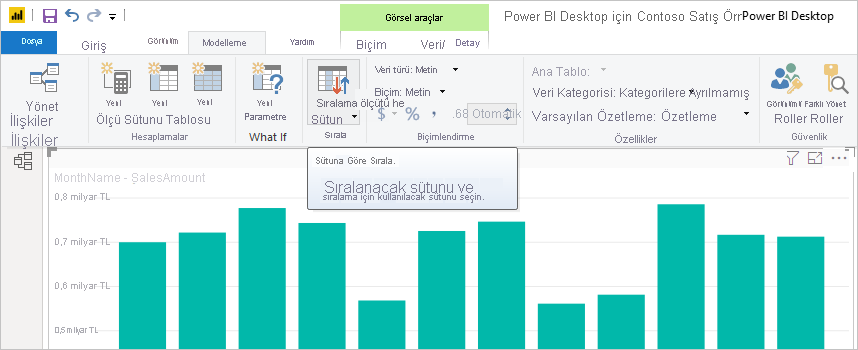 Görsel araçlar
Power BI Desktop için Contoso Satış Örr Power BI Desktop
Dosya
Giriş
Görünüm
Modelleme
Yardım
Biçim
Veri/
Detay
Yönet
İlişkiler
İlişkiler
Yeni
Yeni
Yeni
Ölçü Sütunu Tablosu
Hesaplamalar
Yeni
Parametre
What If
Sıralama ölçütü he
Sütun
Sırala
Veri türü: Metin
Biçim: Metin
$ % , .68 Otomatik
Biçimlendirme
Ana Tablo:
Veri Kategorisi: Kategorilere Ayrılmamış
Varsayılan Özetleme: Özetleme
Özellikler
Farklı Yönet
Roller Roller
Güvenlik
Sütuna Göre Sırala.
Sıralanacak sütunu ve
sıralama için kullanılacak sütunu seçin.
MonthName - ŞalesAmount
0,8 milyar TL
0,7 milyar TL
0,6 milyar TL
0,5 milyar TL